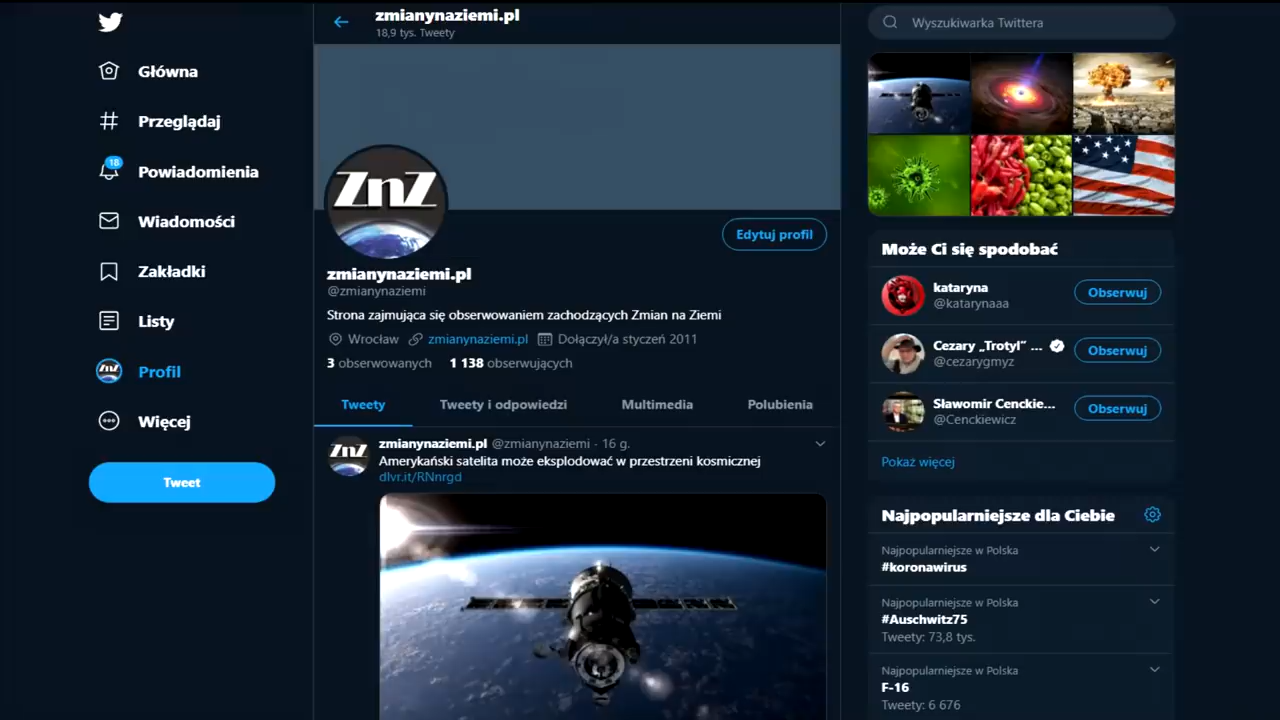 zmianynaziemi.pl
18,9 tys. Tweety
Główna
Przeglądaj
18
Powiadomienia
Wiadomości
Zakładki
Listy
Profil
Więcej
Tweet
ZnZ
Edytuj profil
zmianynaziemi.pl
@zmianynaziemi
Strona zajmująca się obserwowaniem zachodzących Zmian na Ziemi
Wrocław zmianynaziemi.pl Dołączył/a styczeń 2011
3 obserwowanych 1 138 obserwujących
Tweety Tweety i odpowiedzi Multimedia Polubienia
ZnZ
zmianynaziemi.pl @zmianynaziemi · 16 g.
Amerykański satelita może eksplodować w przestrzeni kosmicznej
dlvr.it/RNnrgd
Wyszukiwarka Twittera
Może Ci się spodobać
kataryna
@katarynaaa
Obserwuj
Cezary „Trotyl” ...
@cezarygmyz
Obserwuj
Sławomir Cenckie...
@Cenckiewicz
Obserwuj
Pokaż więcej
Najpopularniejsze dla Ciebie
Najpopularniejsze w Polska
#koronawirus
Najpopularniejsze w Polska
#Auschwitz75
Tweety: 73,8 tys.
Najpopularniejsze w Polska
F-16
Tweety: 6 676